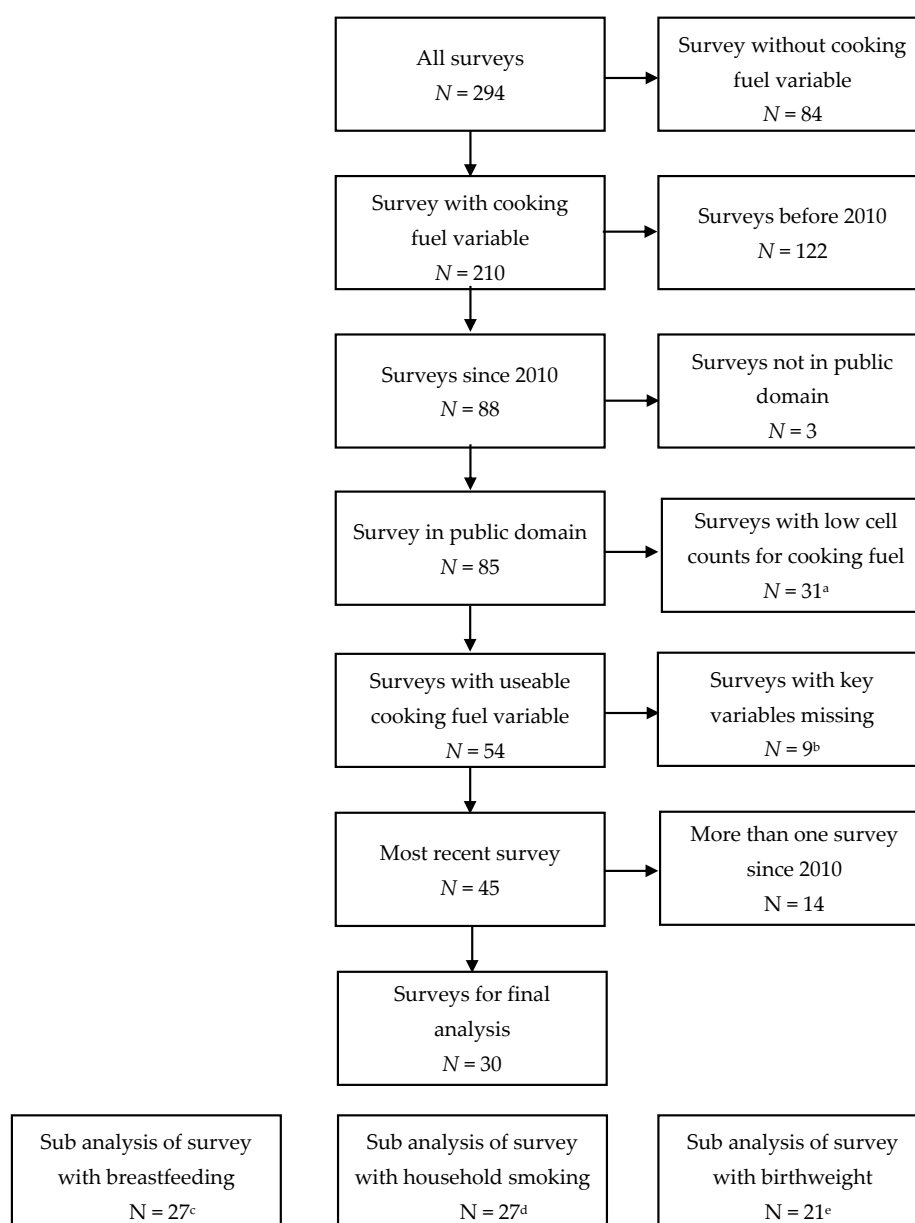 All surveys
N = 294
Survey without cooking
fuel variable
N = 84
Survey with cooking
fuel variable
N = 210
Surveys before 2010
N = 122
Surveys since 2010
N = 88
Surveys not in public
domain
N = 3
Survey in public domain
N = 85
Surveys with low cell
counts for cooking fuel
N = 31ᵃ
Surveys with useable
cooking fuel variable
N = 54
Surveys with key
variables missing
N = 9ᵇ
Most recent survey
N = 45
More than one survey
since 2010
N = 14
Surveys for final
analysis
N = 30
Sub analysis of survey
with breastfeeding
N = 27ᶜ
Sub analysis of survey
with household smoking
N = 27ᵈ
Sub analysis of survey
with birthweight
N = 21ᵉ